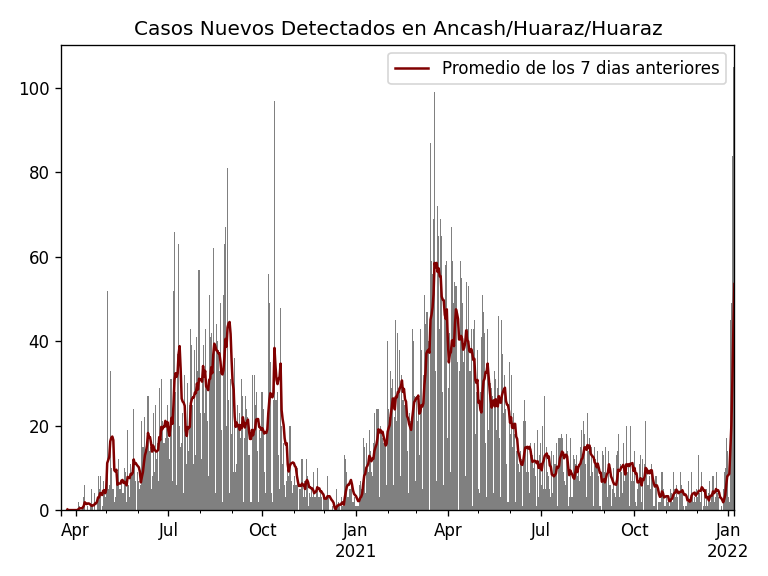 Casos Nuevos Detectados en Ancash/Huaraz/Huaraz
Promedio de los 7 dias anteriores
100
80
60
40
20
0
Apr Jul Oct Jan Apr Jul Oct Jan
2021 2022